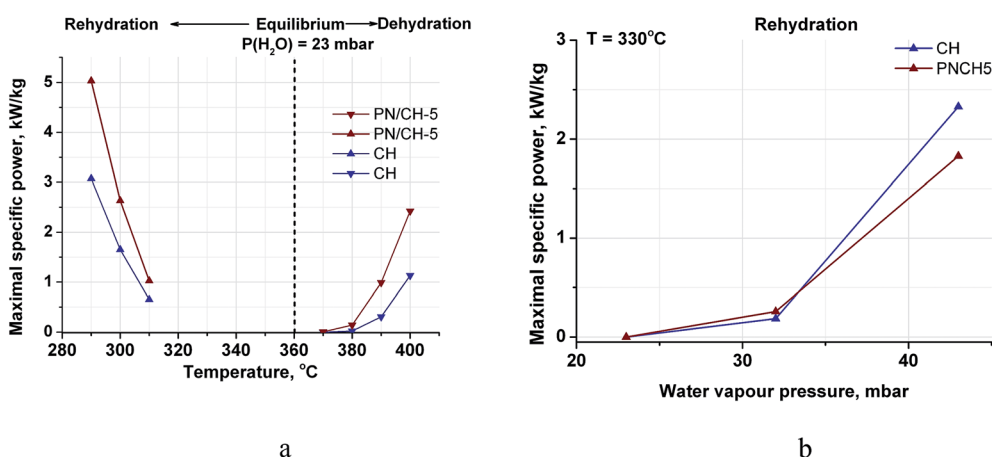 Rehydration Equilibrium Dehydration
P(H2O) = 23 mbar
Maximal specific power, kW/kg
5
4
3
2
1
0
PN/CH-5
PN/CH-5
CH
CH
280 300 320 340 360 380 400
Temperature, °C
a
T = 330°C Rehydration
Maximal specific power, kW/kg
3
2
1
0
CH
PNCH5
20 30 40
Water vapour pressure, mbar
b